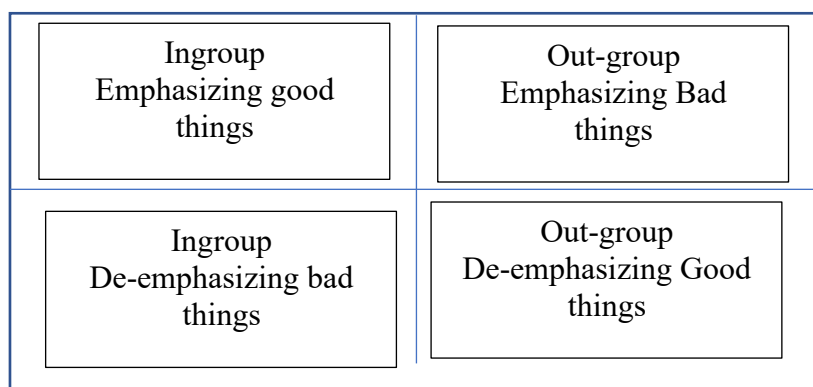 Ingroup
Emphasizing good
things
Out-group
Emphasizing Bad
things
Ingroup
De-emphasizing bad
things
Out-group
De-emphasizing Good
things